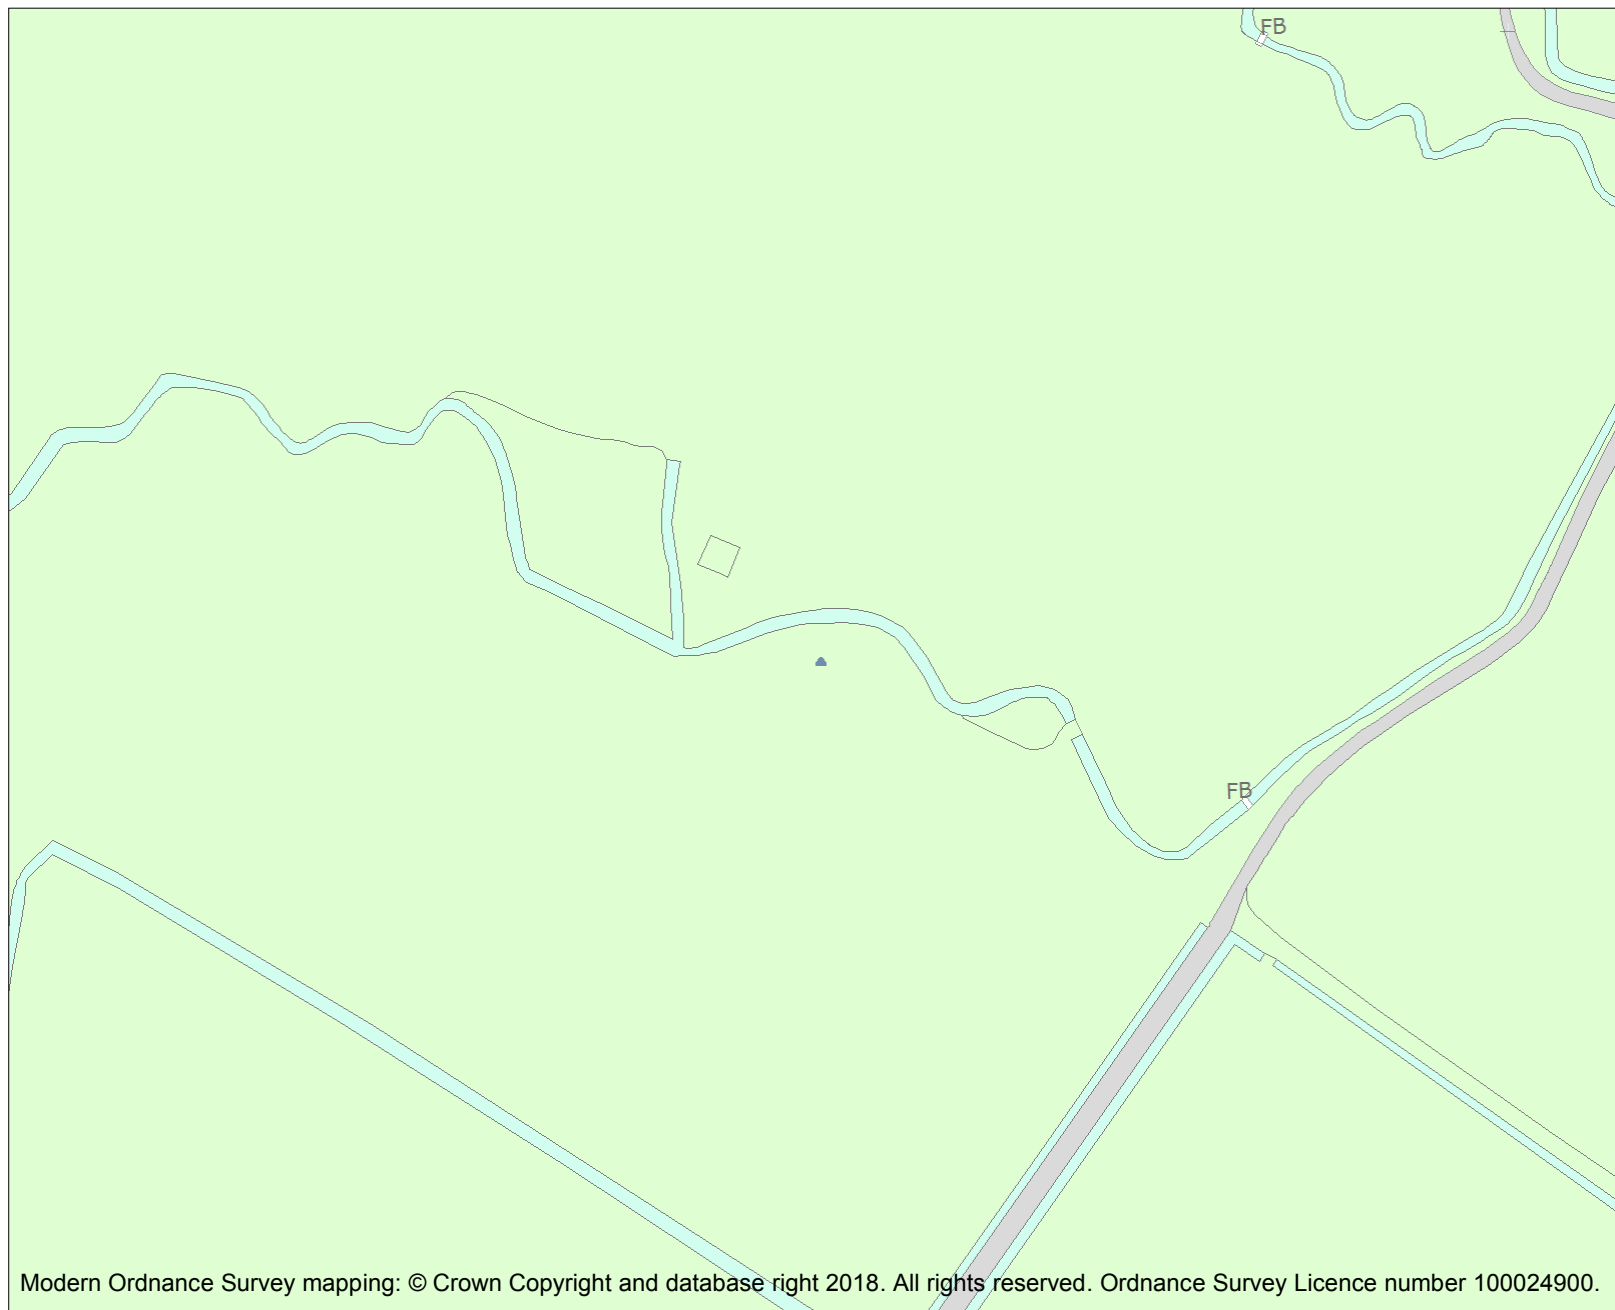 FB
FB
Modern Ordnance Survey mapping: © Crown Copyright and database right 2018. All rights reserved. Ordnance Survey Licence number 100024900.